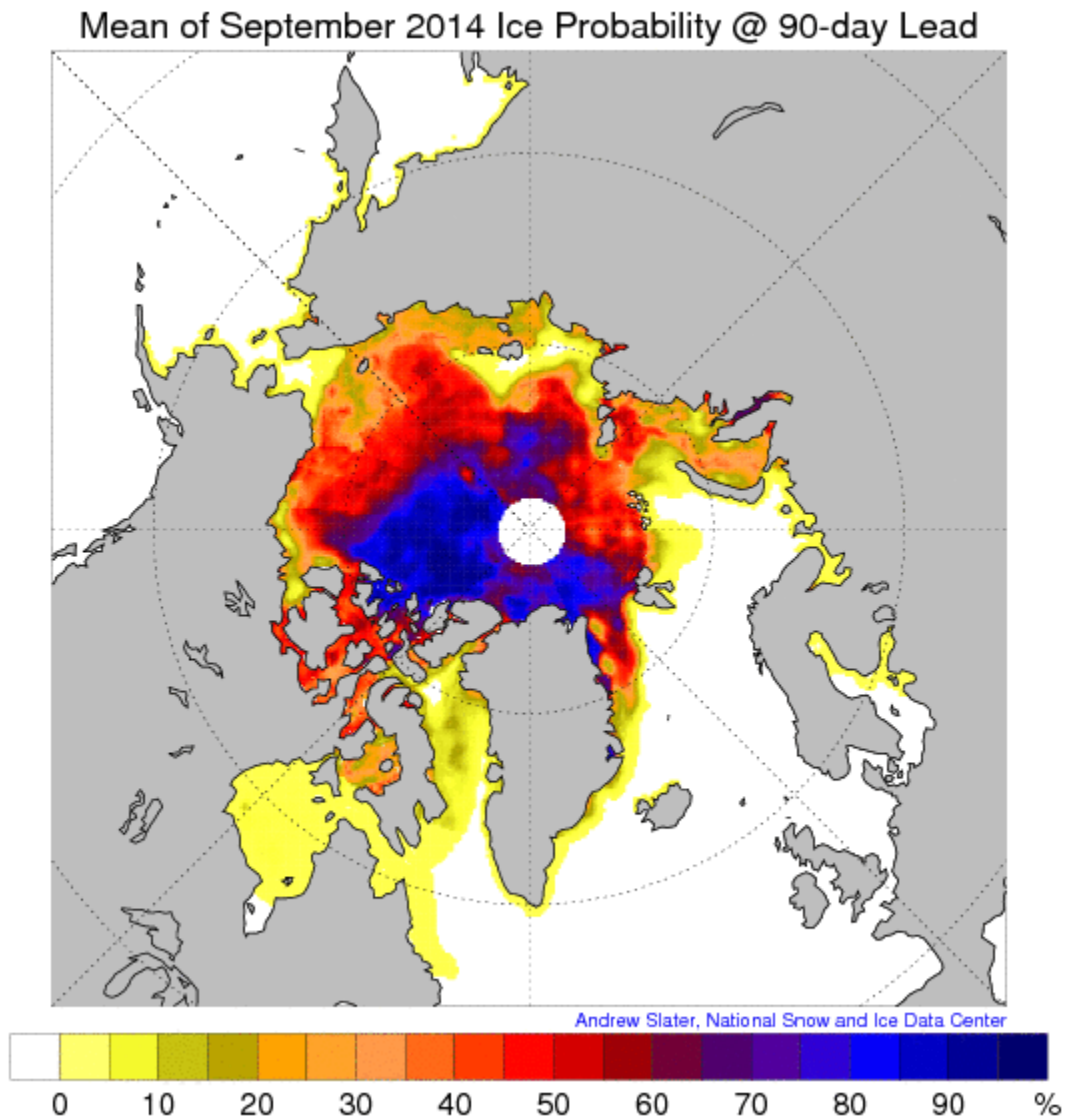 Mean of September 2014 Ice Probability @ 90-day Lead
Andrew Slater, National Snow and Ice Data Center
0 10 20 30 40 50 60 70 80 90 %